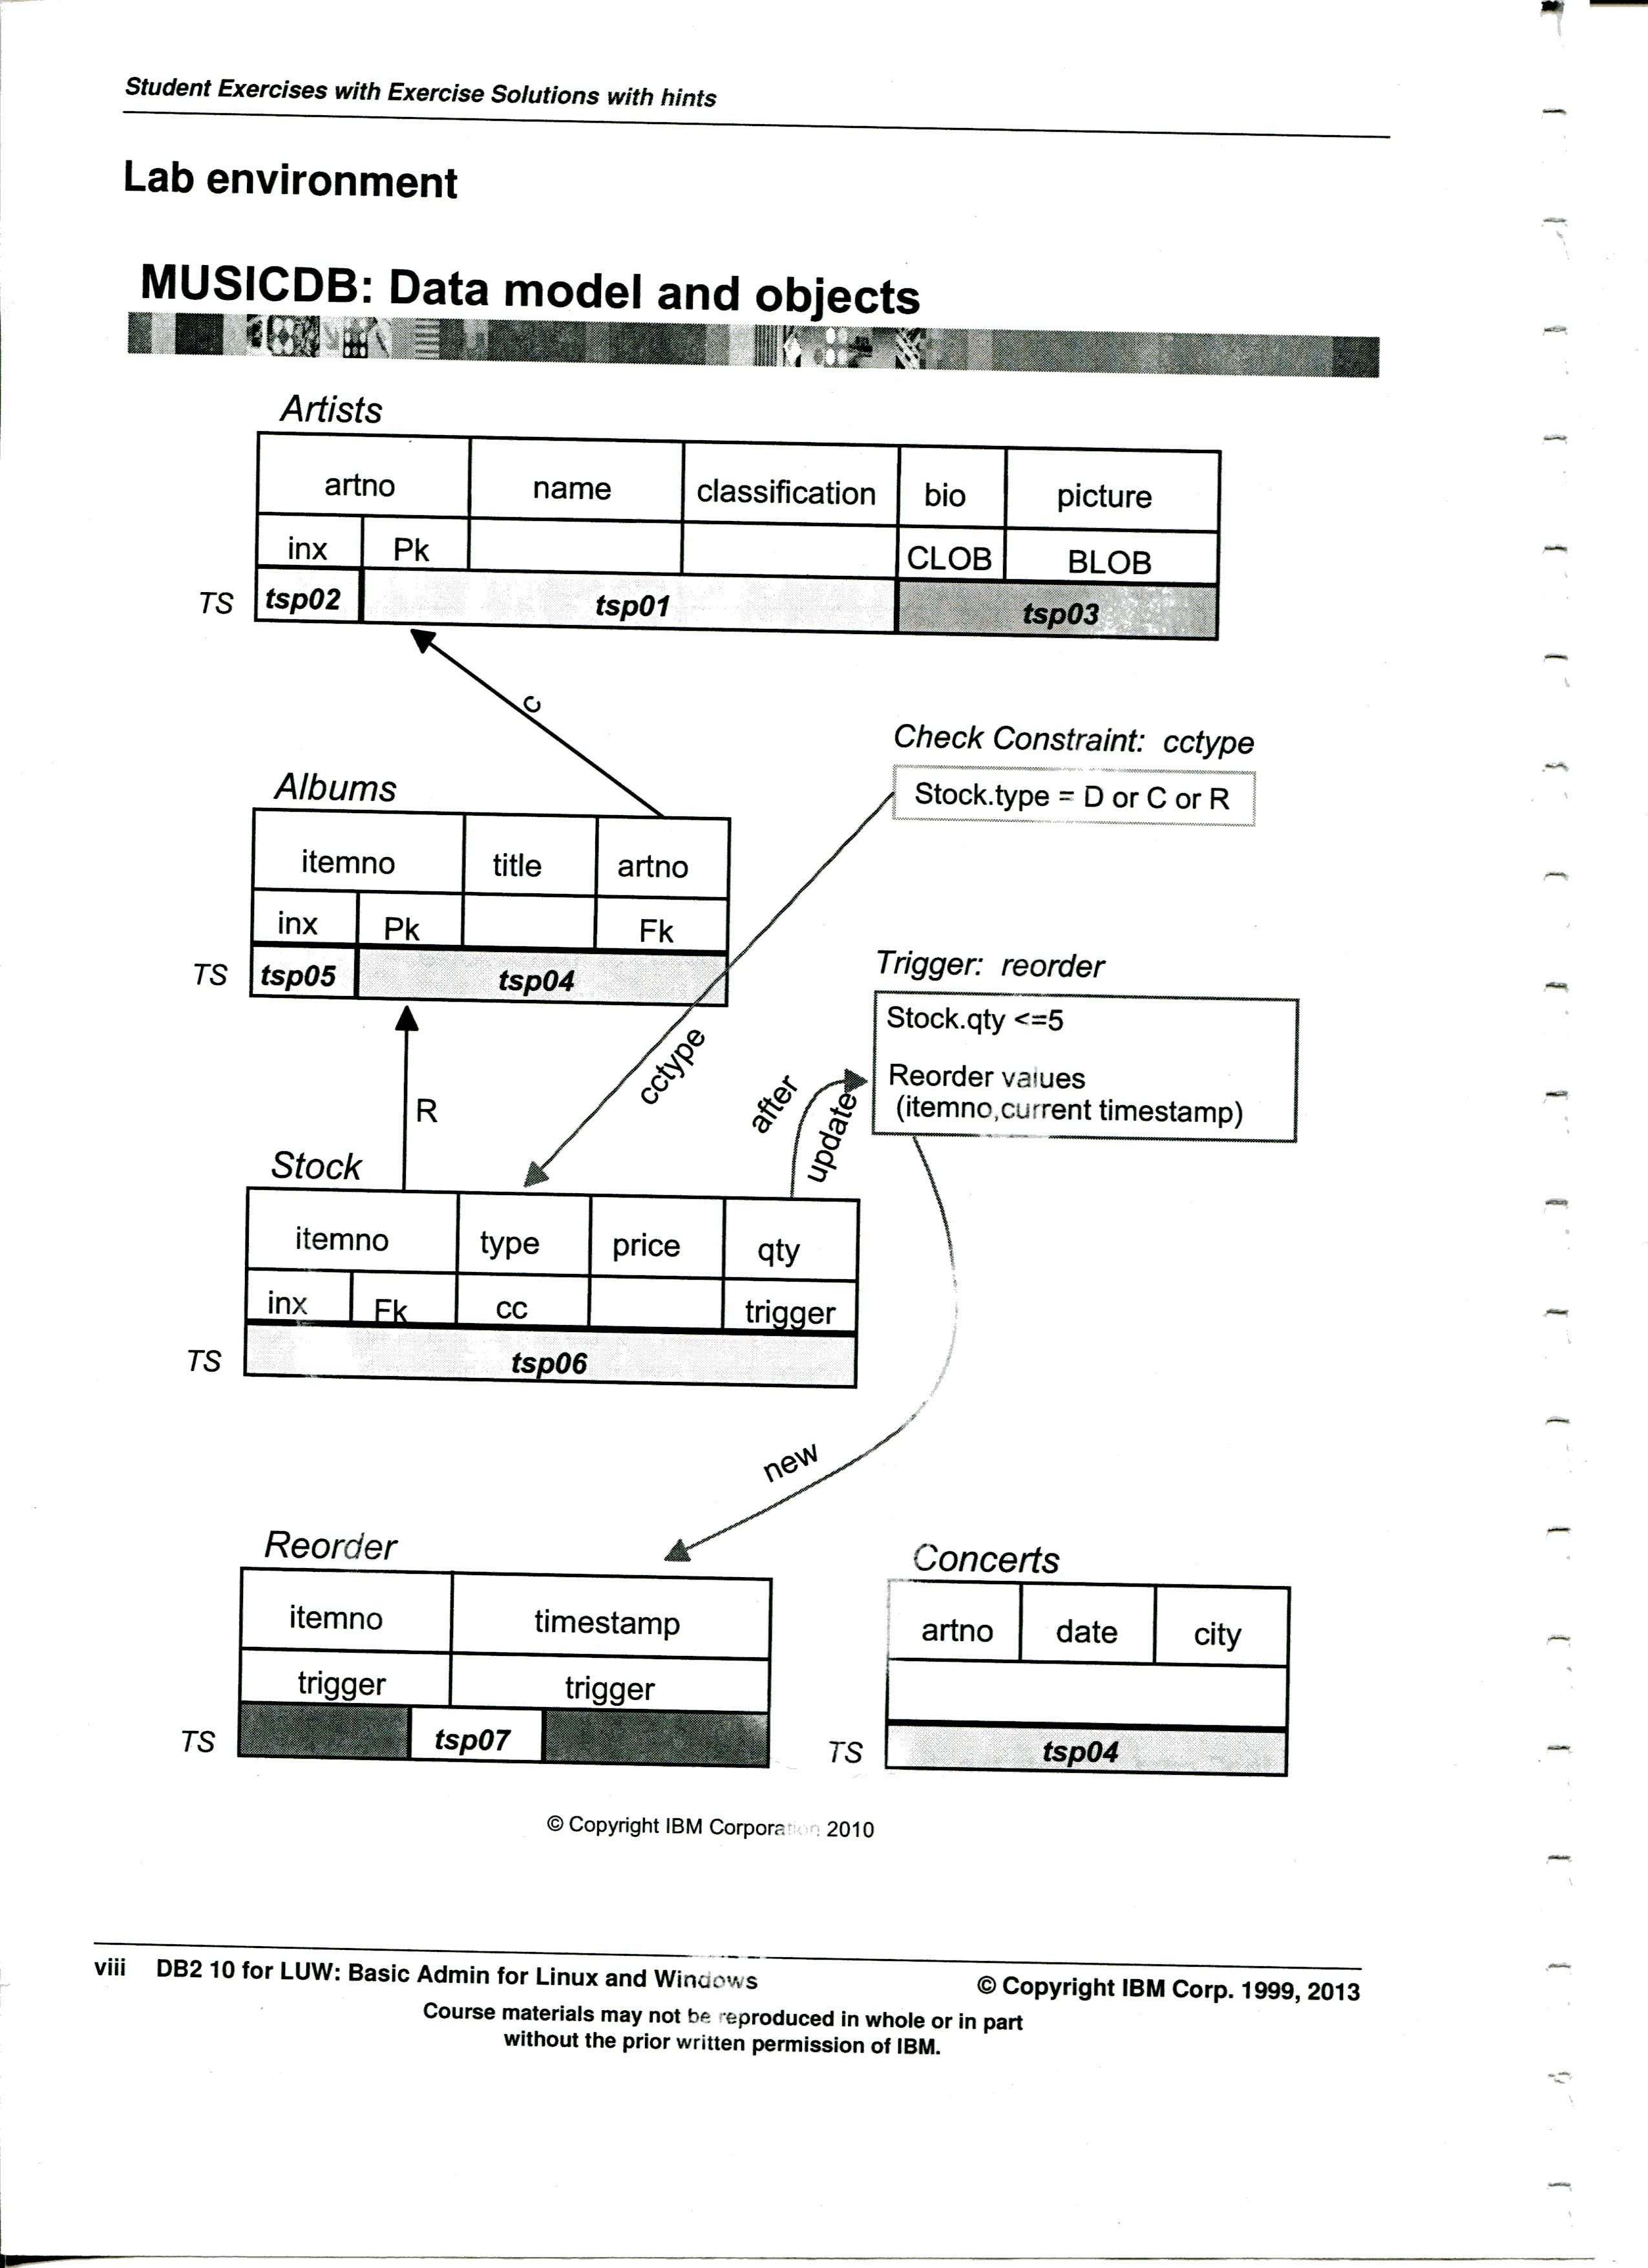 Student Exercises with Exercise Solutions with hints
Lab environment
MUSICDB: Data model and objects
Artists
artno name classification bio picture
inx Pk CLOB BLOB
TS tsp02 tsp01 tsp03
c
Check Constraint: cctype
Stock.type = D or C or R
Albums
itemno title artno
inx Pk Fk
TS tsp05 tsp04
cctype
Trigger: reorder
Stock.qty <=5
Reorder values
(itemno,current timestamp)
after
update
R
Stock
itemno type price qty
inx Fk cc trigger
TS tsp06
new
Reorder
itemno timestamp
trigger trigger
TS tsp07
Concerts
artno date city
TS tsp04
© Copyright IBM Corporation 2010
viii DB2 10 for LUW: Basic Admin for Linux and Windows © Copyright IBM Corp. 1999, 2013
Course materials may not be reproduced in whole or in part
without the prior written permission of IBM.